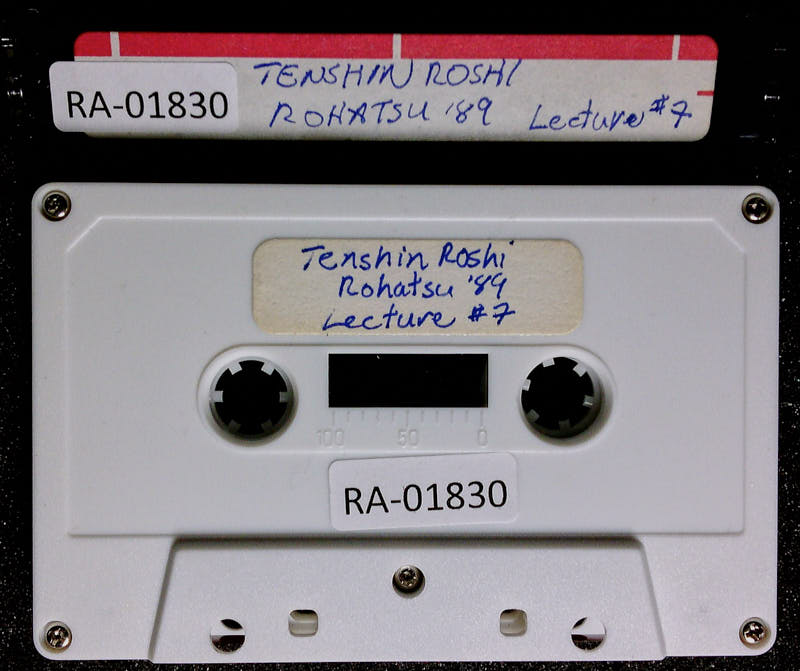 TENSHIN ROSHI
RA-01830 ROHATSU '89 Lecture #7
Tenshin Roshi
Rohatsu '89
Lecture #7
100 50 0
RA-01830